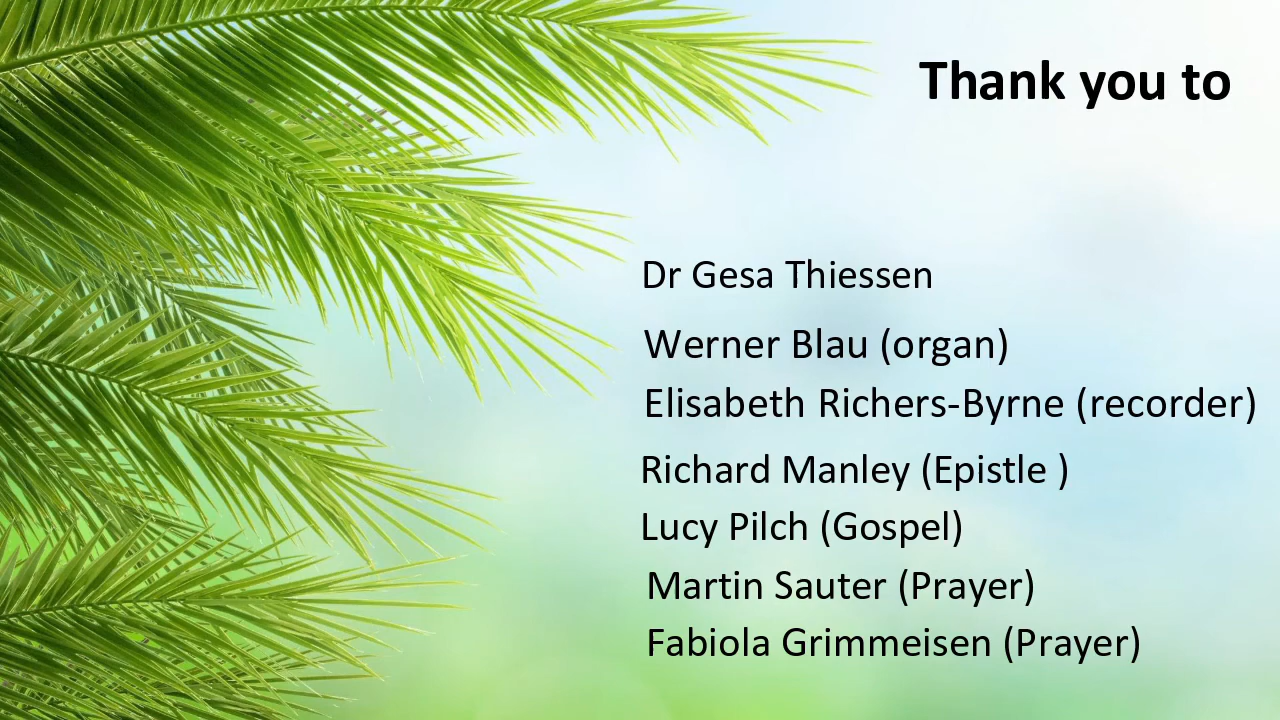 Thank you to
Dr Gesa Thiessen
Werner Blau (organ)
Elisabeth Richers-Byrne (recorder)
Richard Manley (Epistle )
Lucy Pilch (Gospel)
Martin Sauter (Prayer)
Fabiola Grimmeisen (Prayer)